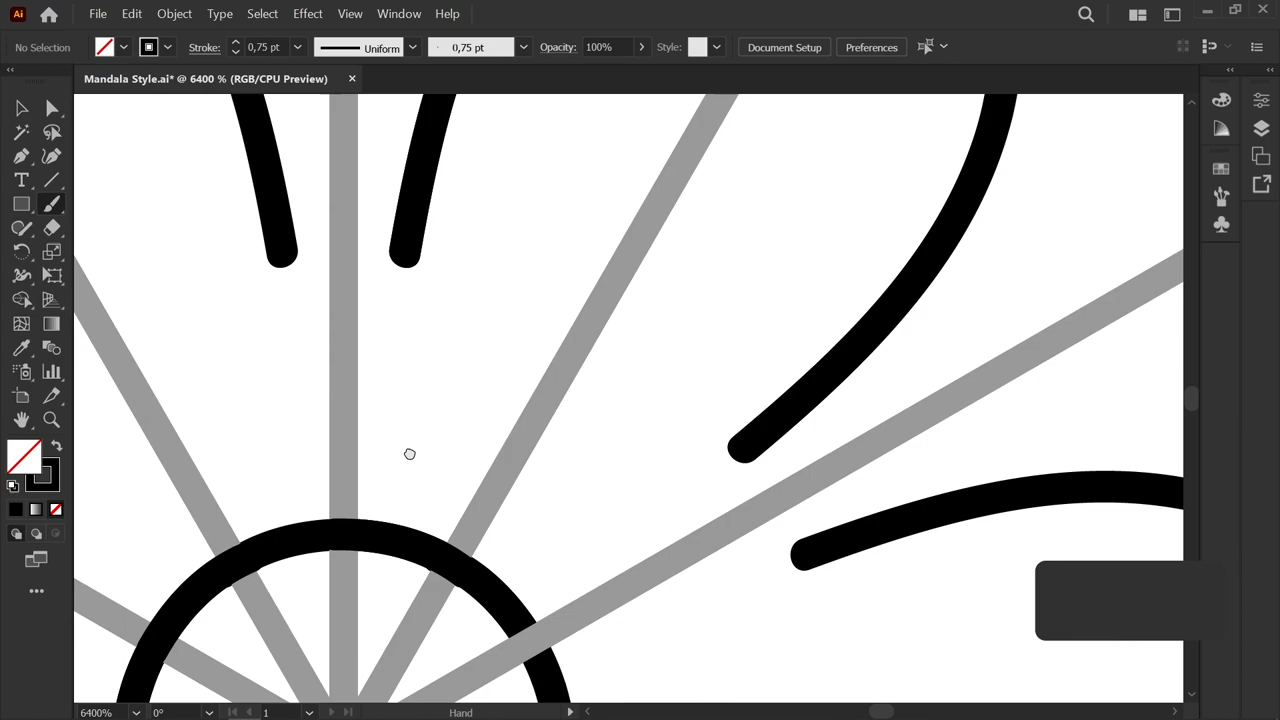 Ai File Edit Object Type Select Effect View Window Help
No Selection Stroke: 0,75 pt Uniform 0,75 pt Opacity: 100% Style: Document Setup Preferences
Mandala Style.ai* @ 6400 % (RGB/CPU Preview)
6400% 0° 1 Hand